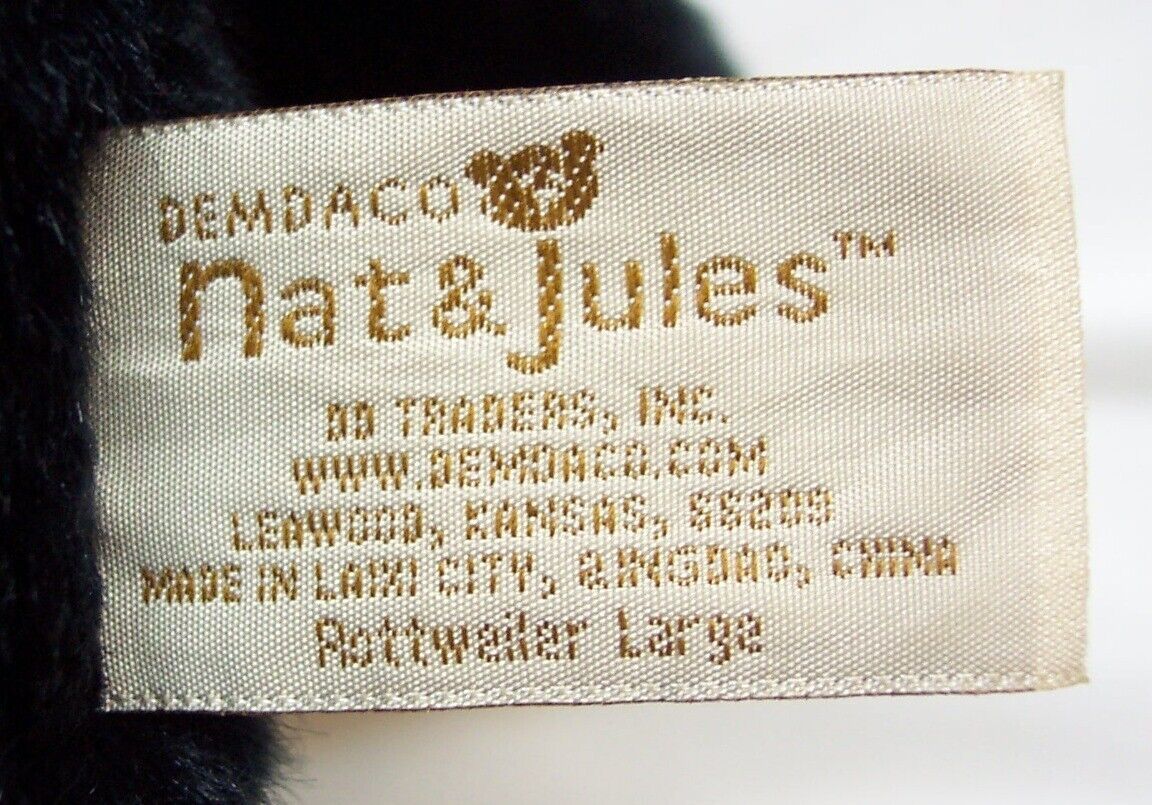 DEMDACO
nat & Jules™
DD TRADERS, INC.
WWW.DEMDACO.COM
LEAWOOD, KANSAS, 66209
MADE IN LAIXI CITY, QINGDAO, CHINA
Rottweiler Large